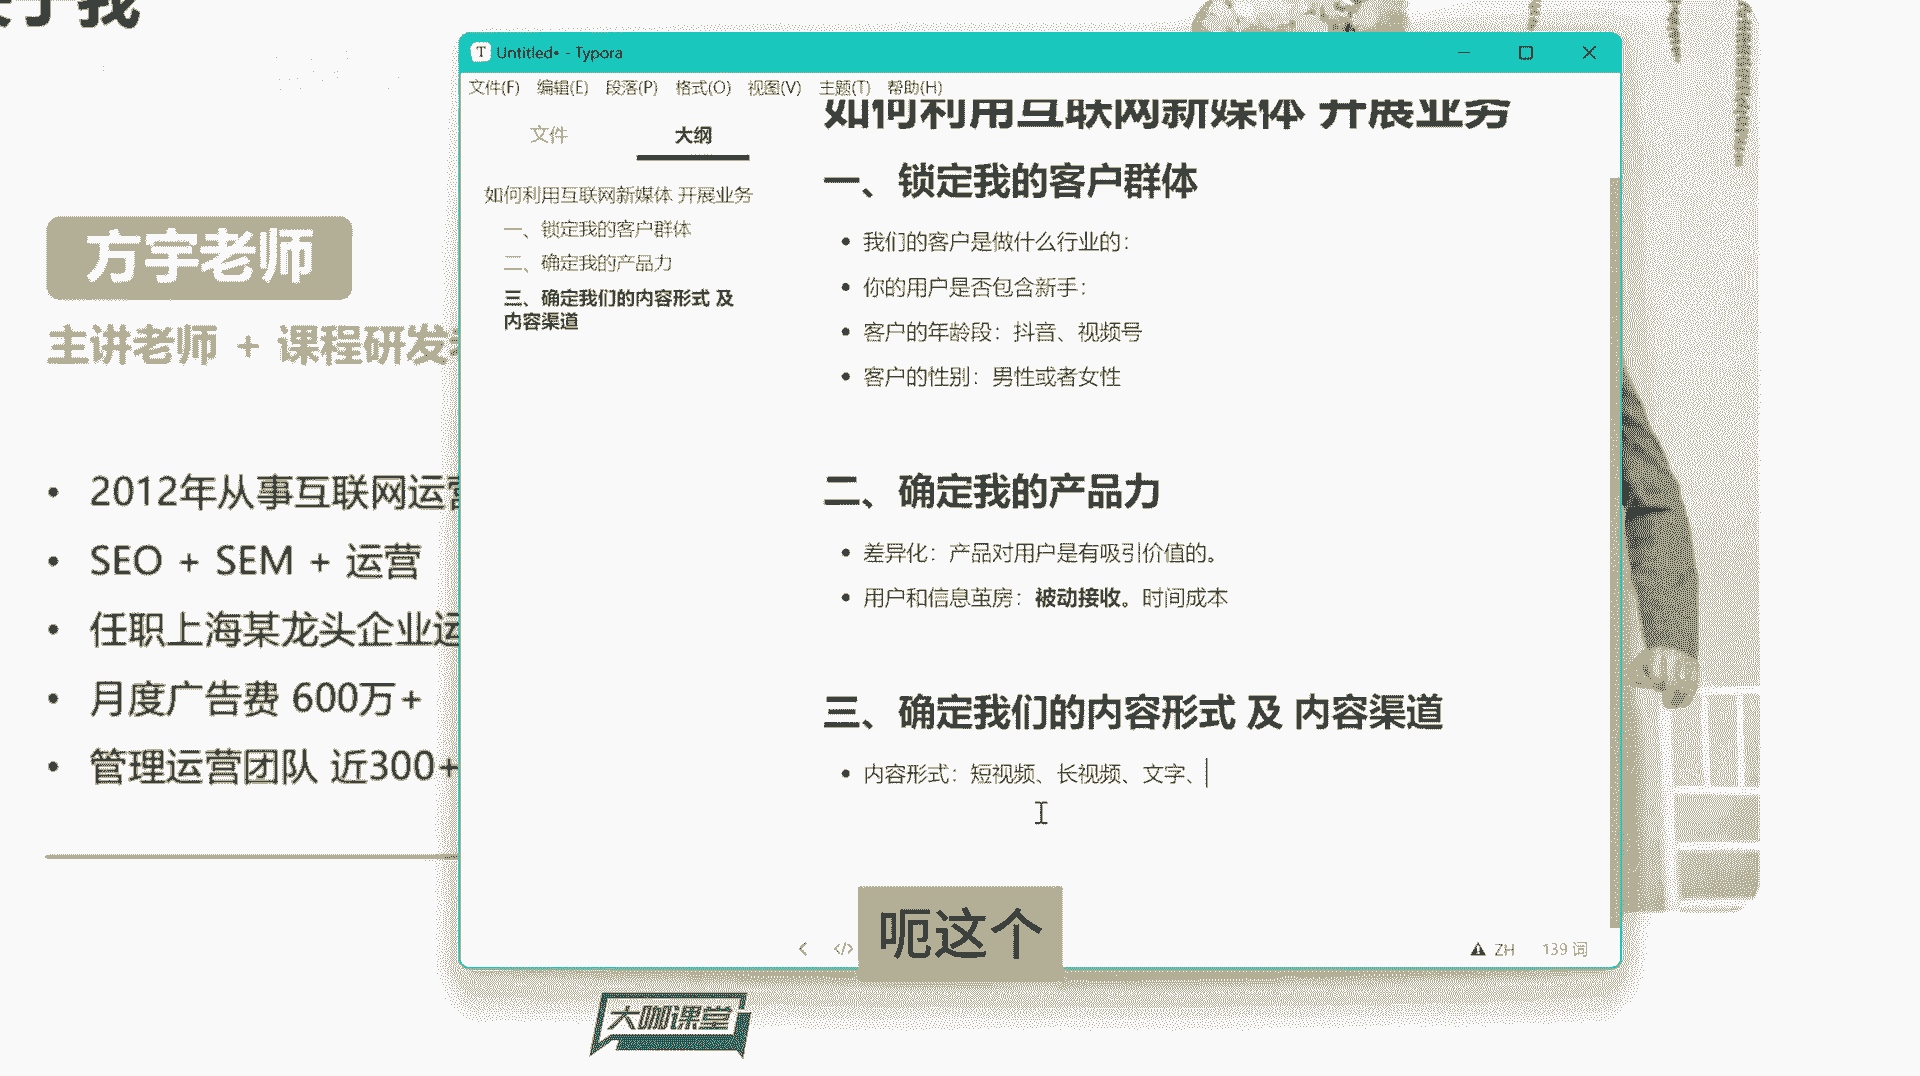 方宇老师
主讲老师 + 课程研发
• 2012年从事互联网运营
• SEO + SEM + 运营
• 任职上海某龙头企业运
• 月度广告费 600万+
• 管理运营团队 近300+
Untitled• - Typora
文件(F) 编辑(E) 段落(P) 格式(O) 视图(V) 主题(T) 帮助(H)
文件 大纲
如何利用互联网新媒体 开展业务
一、锁定我的客户群体
二、确定我的产品力
三、确定我们的内容形式 及
内容渠道
如何利用互联网新媒体 开展业务
一、锁定我的客户群体
• 我们的客户是做什么行业的：
• 你的用户是否包含新手：
• 客户的年龄段：抖音、视频号
• 客户的性别：男性或者女性
二、确定我的产品力
• 差异化：产品对用户是有吸引价值的。
• 用户和信息茧房：被动接收。时间成本
三、确定我们的内容形式 及 内容渠道
• 内容形式：短视频、长视频、文字、
</> ZH 139 词
呃这个
大咖课堂